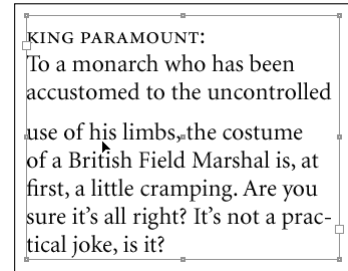 KING PARAMOUNT:
To a monarch who has been
accustomed to the uncontrolled
use of his limbs, the costume
of a British Field Marshal is, at
first, a little cramping. Are you
sure it's all right? It's not a prac-
tical joke, is it?